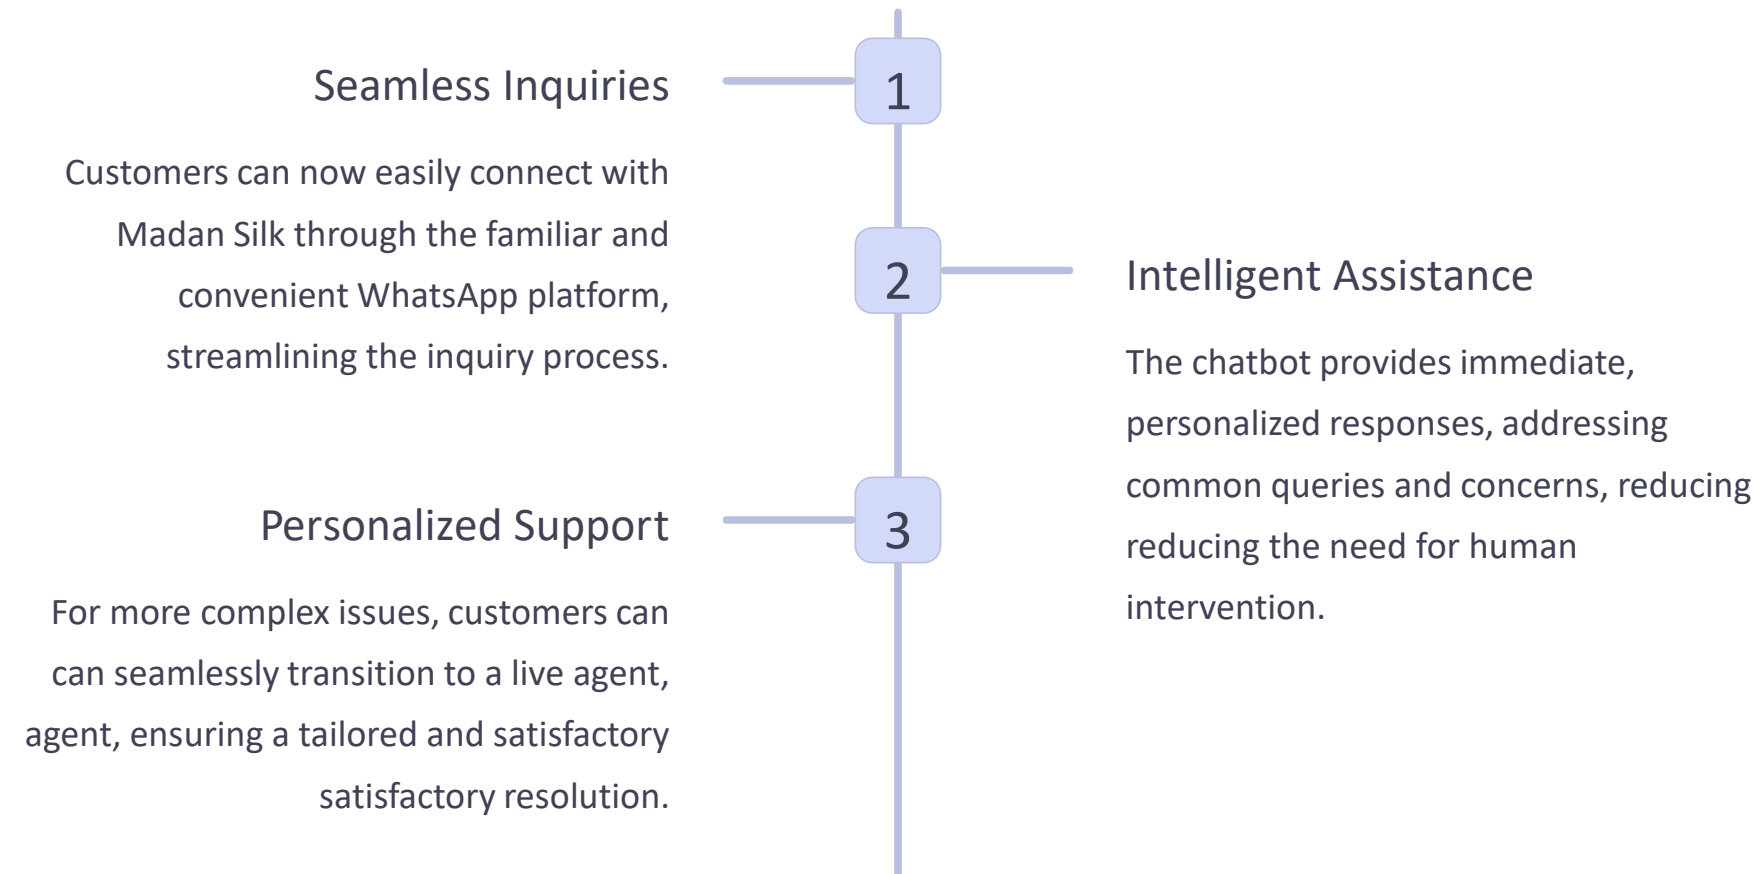 1
Seamless Inquiries
Customers can now easily connect with
Madan Silk through the familiar and
convenient WhatsApp platform,
streamlining the inquiry process.
2
Intelligent Assistance
The chatbot provides immediate,
personalized responses, addressing
common queries and concerns, reducing
reducing the need for human
intervention.
3
Personalized Support
For more complex issues, customers can
can seamlessly transition to a live agent,
agent, ensuring a tailored and satisfactory
satisfactory resolution.